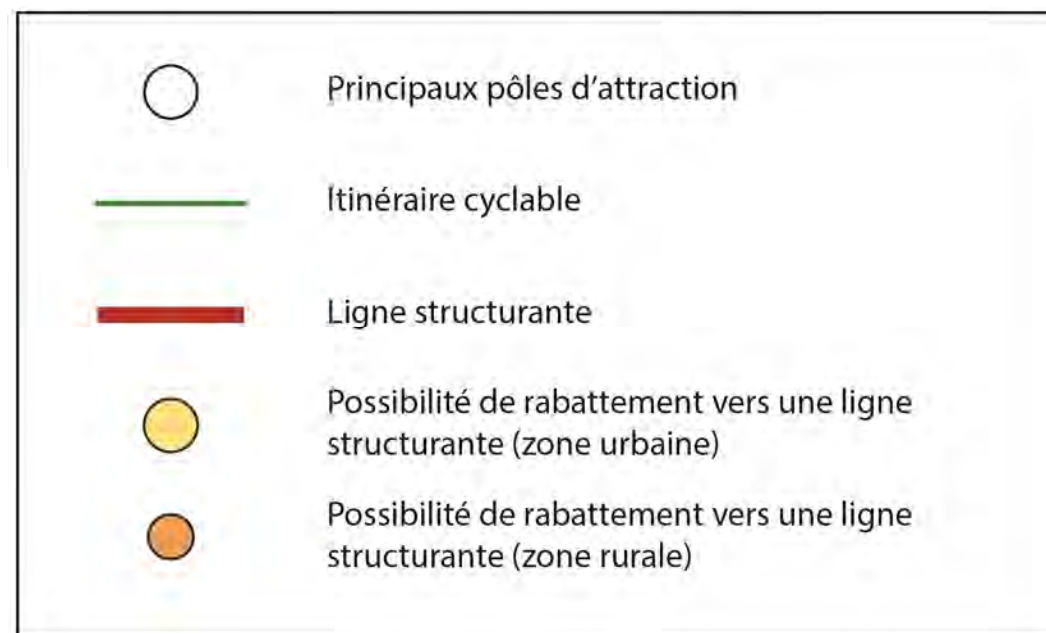 Principaux pôles d'attraction
Itinéraire cyclable
Ligne structurante
Possibilité de rabattement vers une ligne
structurante (zone urbaine)
Possibilité de rabattement vers une ligne
structurante (zone rurale)